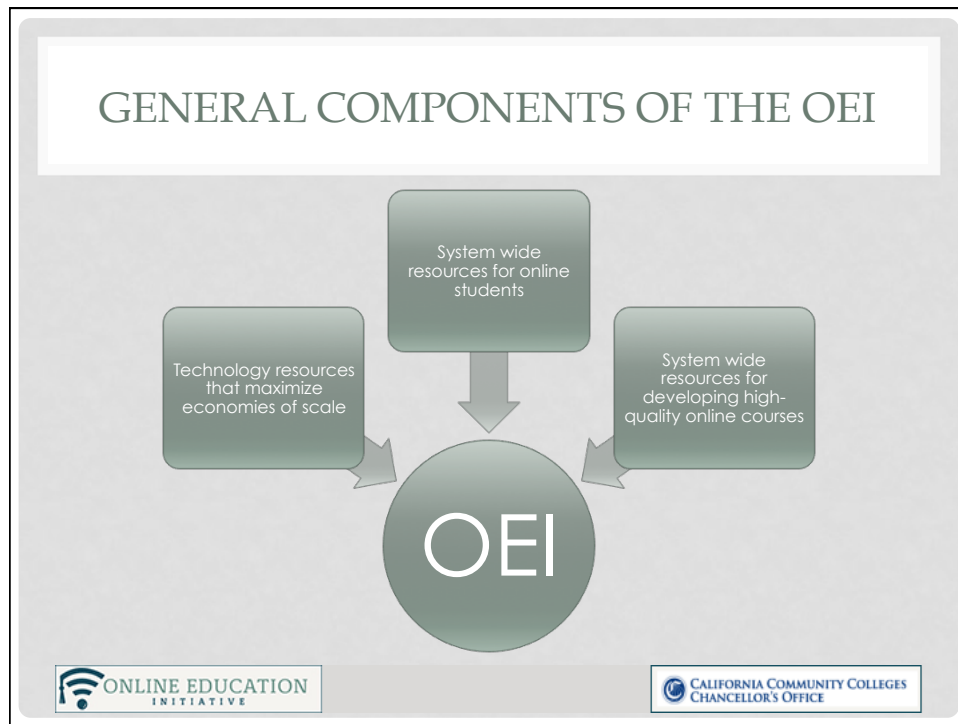 GENERAL COMPONENTS OF THE OEI
System wide
resources for online
students
Technology resources
that maximize
economies of scale
System wide
resources for
developing high-
quality online courses
OEI
ONLINE EDUCATION
INITIATIVE
CALIFORNIA COMMUNITY COLLEGES
CHANCELLOR'S OFFICE